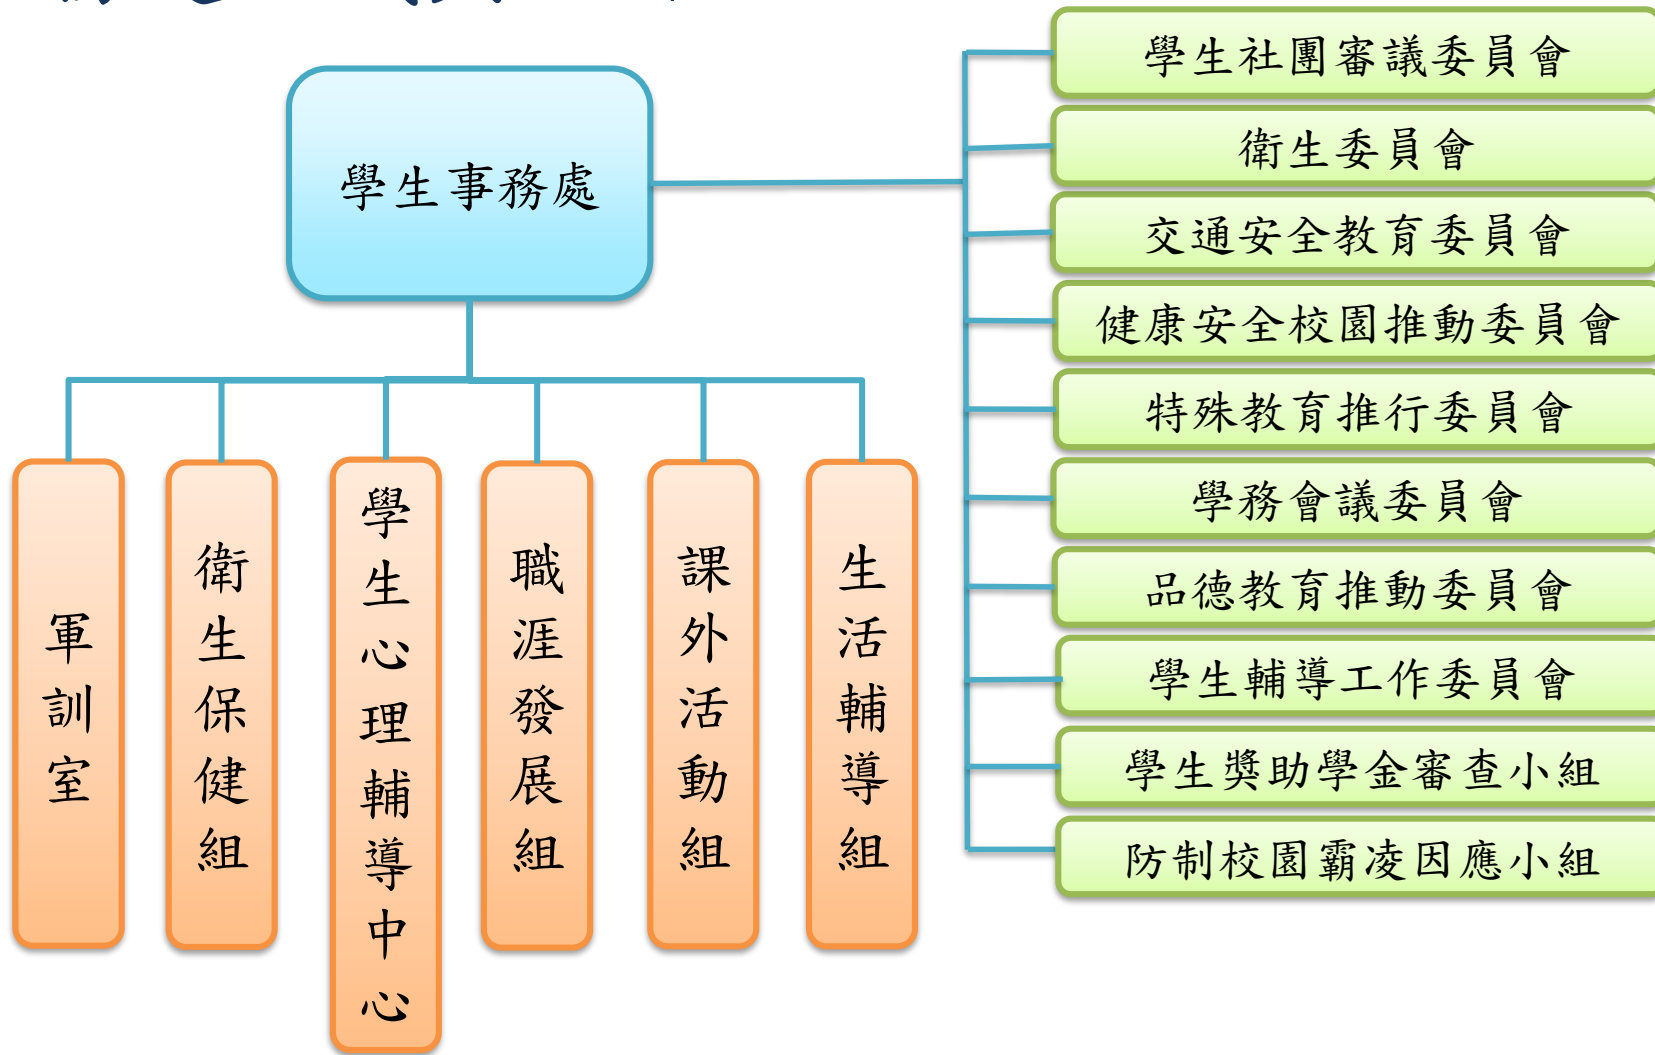 學生事務處
學生社團審議委員會
衛生委員會
交通安全教育委員會
健康安全校園推動委員會
特殊教育推行委員會
學務會議委員會
品德教育推動委員會
學生輔導工作委員會
學生獎助學金審查小組
防制校園霸凌因應小組
軍訓室
衛生保健組
學生心理輔導中心
職涯發展組
課外活動組
生活輔導組